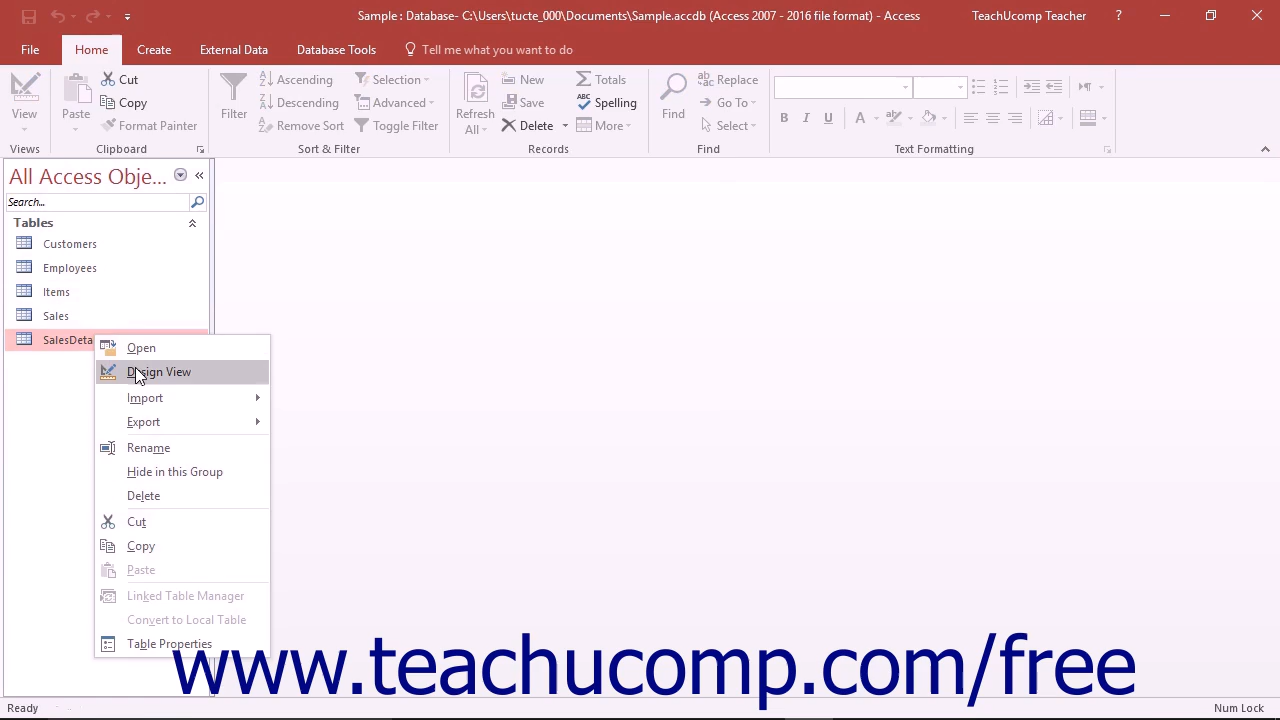 Sample : Database- C:\Users\tucte_000\Documents\Sample.accdb (Access 2007 - 2016 file format) - Access
TeachUcomp Teacher
?
File
Home
Create
External Data
Database Tools
Tell me what you want to do
View
Paste
Cut
Copy
Format Painter
Filter
Ascending
Descending
Remove Sort
Selection
Advanced
Toggle Filter
Refresh
All
New
Save
Delete
Totals
Spelling
More
Find
Replace
Go To
Select
B I U A
Views
Clipboard
Sort & Filter
Records
Find
Text Formatting
All Access Obje...
Search...
Tables
Customers
Employees
Items
Sales
SalesDeta
Open
Design View
Import
Export
Rename
Hide in this Group
Delete
Cut
Copy
Paste
Linked Table Manager
Convert to Local Table
Table Properties
www.teachucomp.com/free
Ready
Num Lock